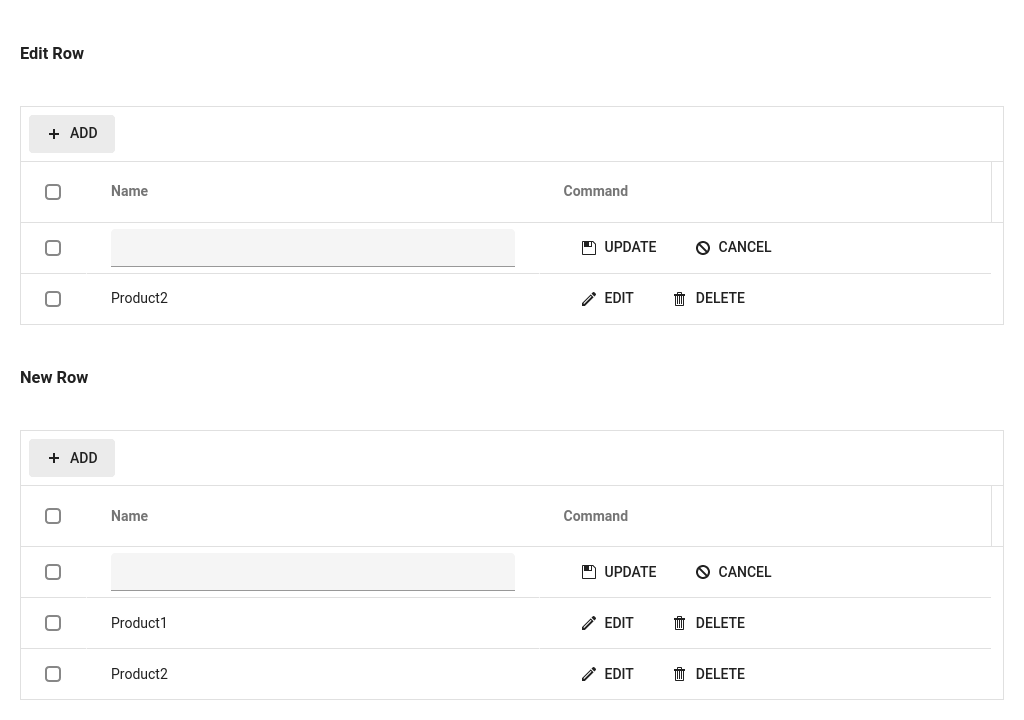 Edit Row
ADD
Name Command
UPDATE CANCEL
Product2 EDIT DELETE
New Row
ADD
Name Command
UPDATE CANCEL
Product1 EDIT DELETE
Product2 EDIT DELETE